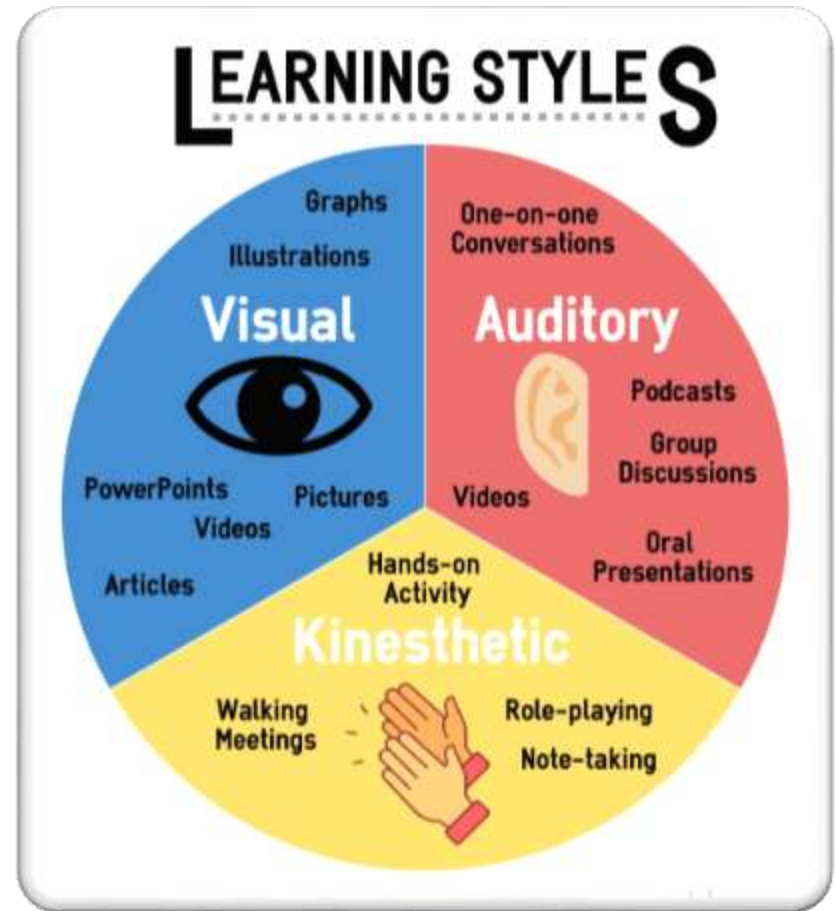 LEARNING STYLES
Graphs
Illustrations
Visual
PowerPoints
Pictures
Videos
Articles
One-on-one
Conversations
Auditory
Podcasts
Group
Discussions
Videos
Oral
Presentations
Hands-on
Activity
Kinesthetic
Walking
Meetings
Role-playing
Note-taking